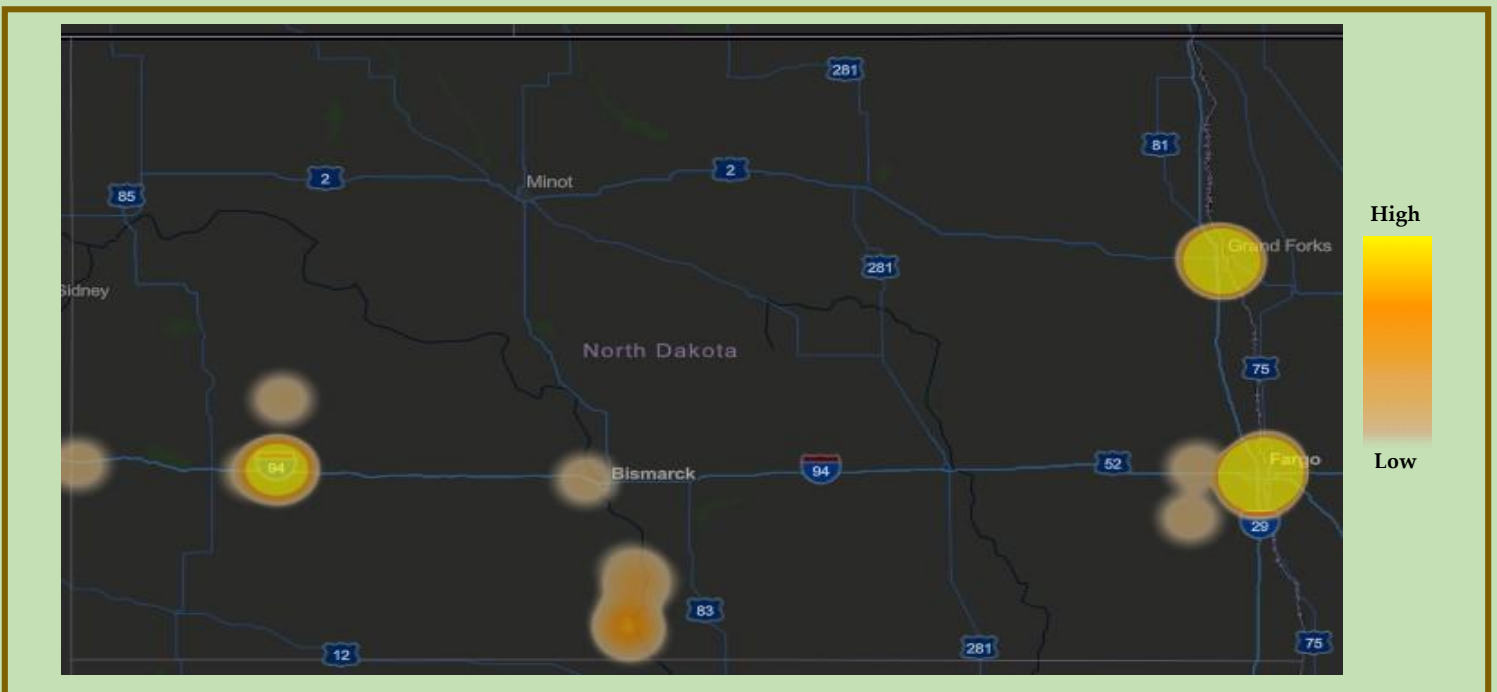 281
81
2
2
Minot
85
High
Grand Forks
281
Sidney
North Dakota
75
Fargo
Low
52
94
94
Bismarck
29
83
75
281
12